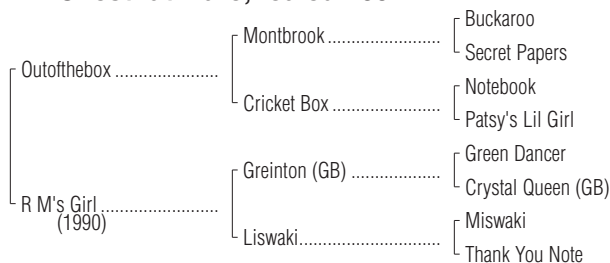 Buckaroo
Montbrook ........................
Secret Papers
Outofthebox ......................
Notebook
Cricket Box .......................
Patsy's Lil Girl
Green Dancer
Greinton (GB) ...................
Crystal Queen (GB)
R M's Girl .........................
(1990)
Miswaki
Liswaki..............................
Thank You Note